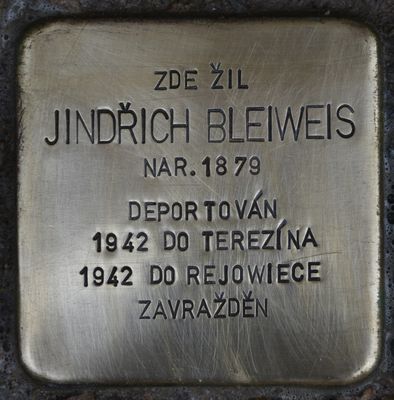 ZDE ŽIL
JINDŘICH BLEIWEIS
NAR. 1879
DEPORTOVÁN
1942 DO TEREZÍNA
1942 DO REJOWIECE
ZAVRAŽDĚN